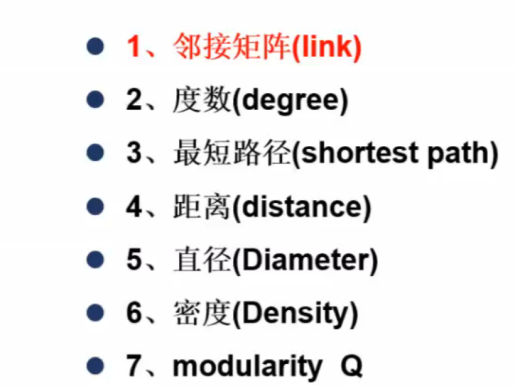 1、邻接矩阵(link)
2、度数(degree)
3、最短路径(shortest path)
4、距离(distance)
5、直径(Diameter)
6、密度(Density)
7、modularity Q